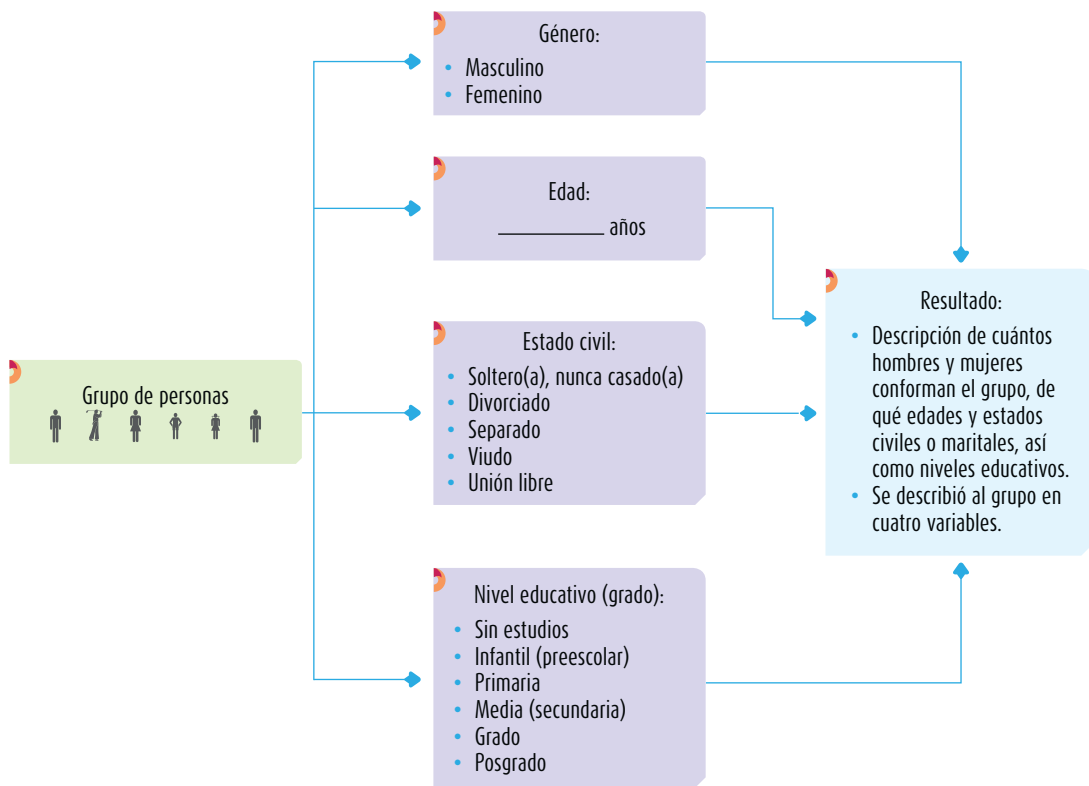 Género:
• Masculino
• Femenino
Edad:
__________ años
Estado civil:
• Soltero(a), nunca casado(a)
• Divorciado
• Separado
• Viudo
• Unión libre
Nivel educativo (grado):
• Sin estudios
• Infantil (preescolar)
• Primaria
• Media (secundaria)
• Grado
• Posgrado
Grupo de personas
Resultado:
• Descripción de cuántos
hombres y mujeres
conforman el grupo, de
qué edades y estados
civiles o maritales, así
como niveles educativos.
• Se describió al grupo en
cuatro variables.